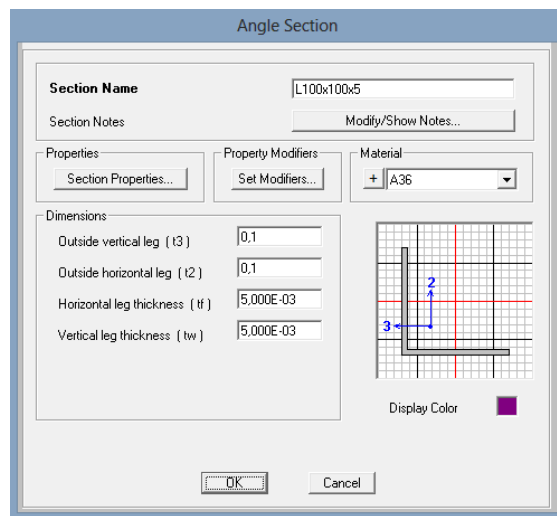 Angle Section
Section Name
L100x100x5
Section Notes
Modify/Show Notes...
Properties
Section Properties...
Property Modifiers
Set Modifiers...
Material
+ A36
Dimensions
Outside vertical leg ( t3 )
0,1
Outside horizontal leg ( t2 )
0,1
Horizontal leg thickness ( tf )
5,000E-03
Vertical leg thickness ( tw )
5,000E-03
2
3
Display Color
OK
Cancel